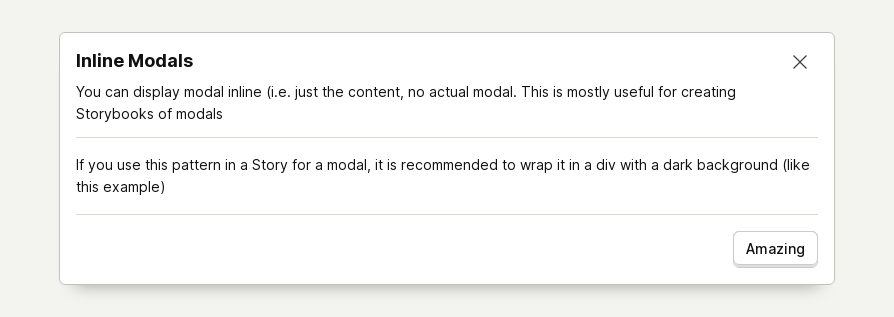 Inline Modals
You can display modal inline (i.e. just the content, no actual modal. This is mostly useful for creating
Storybooks of modals
If you use this pattern in a Story for a modal, it is recommended to wrap it in a div with a dark background (like
this example)
Amazing